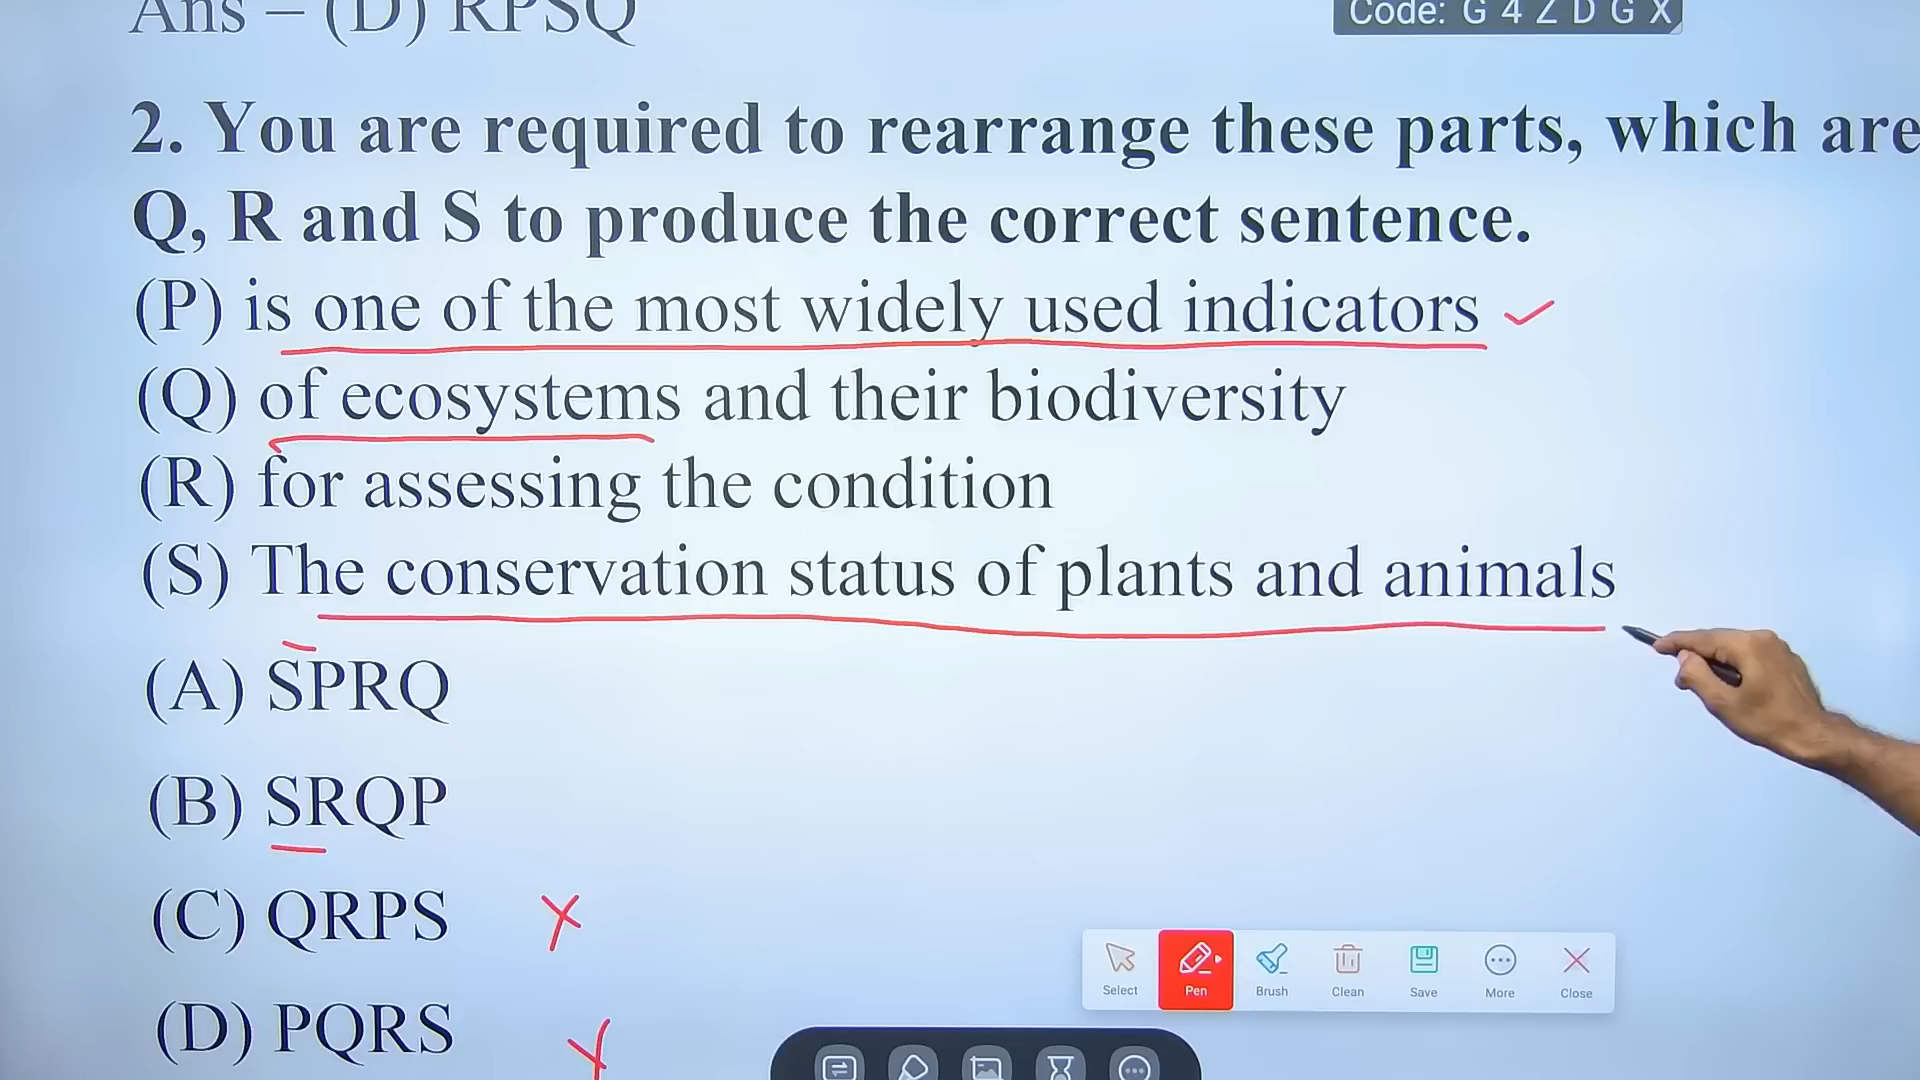 Ans – (D) RPSQ
Code: G 4 Z D G X
2. You are required to rearrange these parts, which are
Q, R and S to produce the correct sentence.
(P) is one of the most widely used indicators
(Q) of ecosystems and their biodiversity
(R) for assessing the condition
(S) The conservation status of plants and animals
(A) SPRQ
(B) SRQP
(C) QRPS
(D) PQRS
Select
Pen
Brush
Clean
Save
More
Close